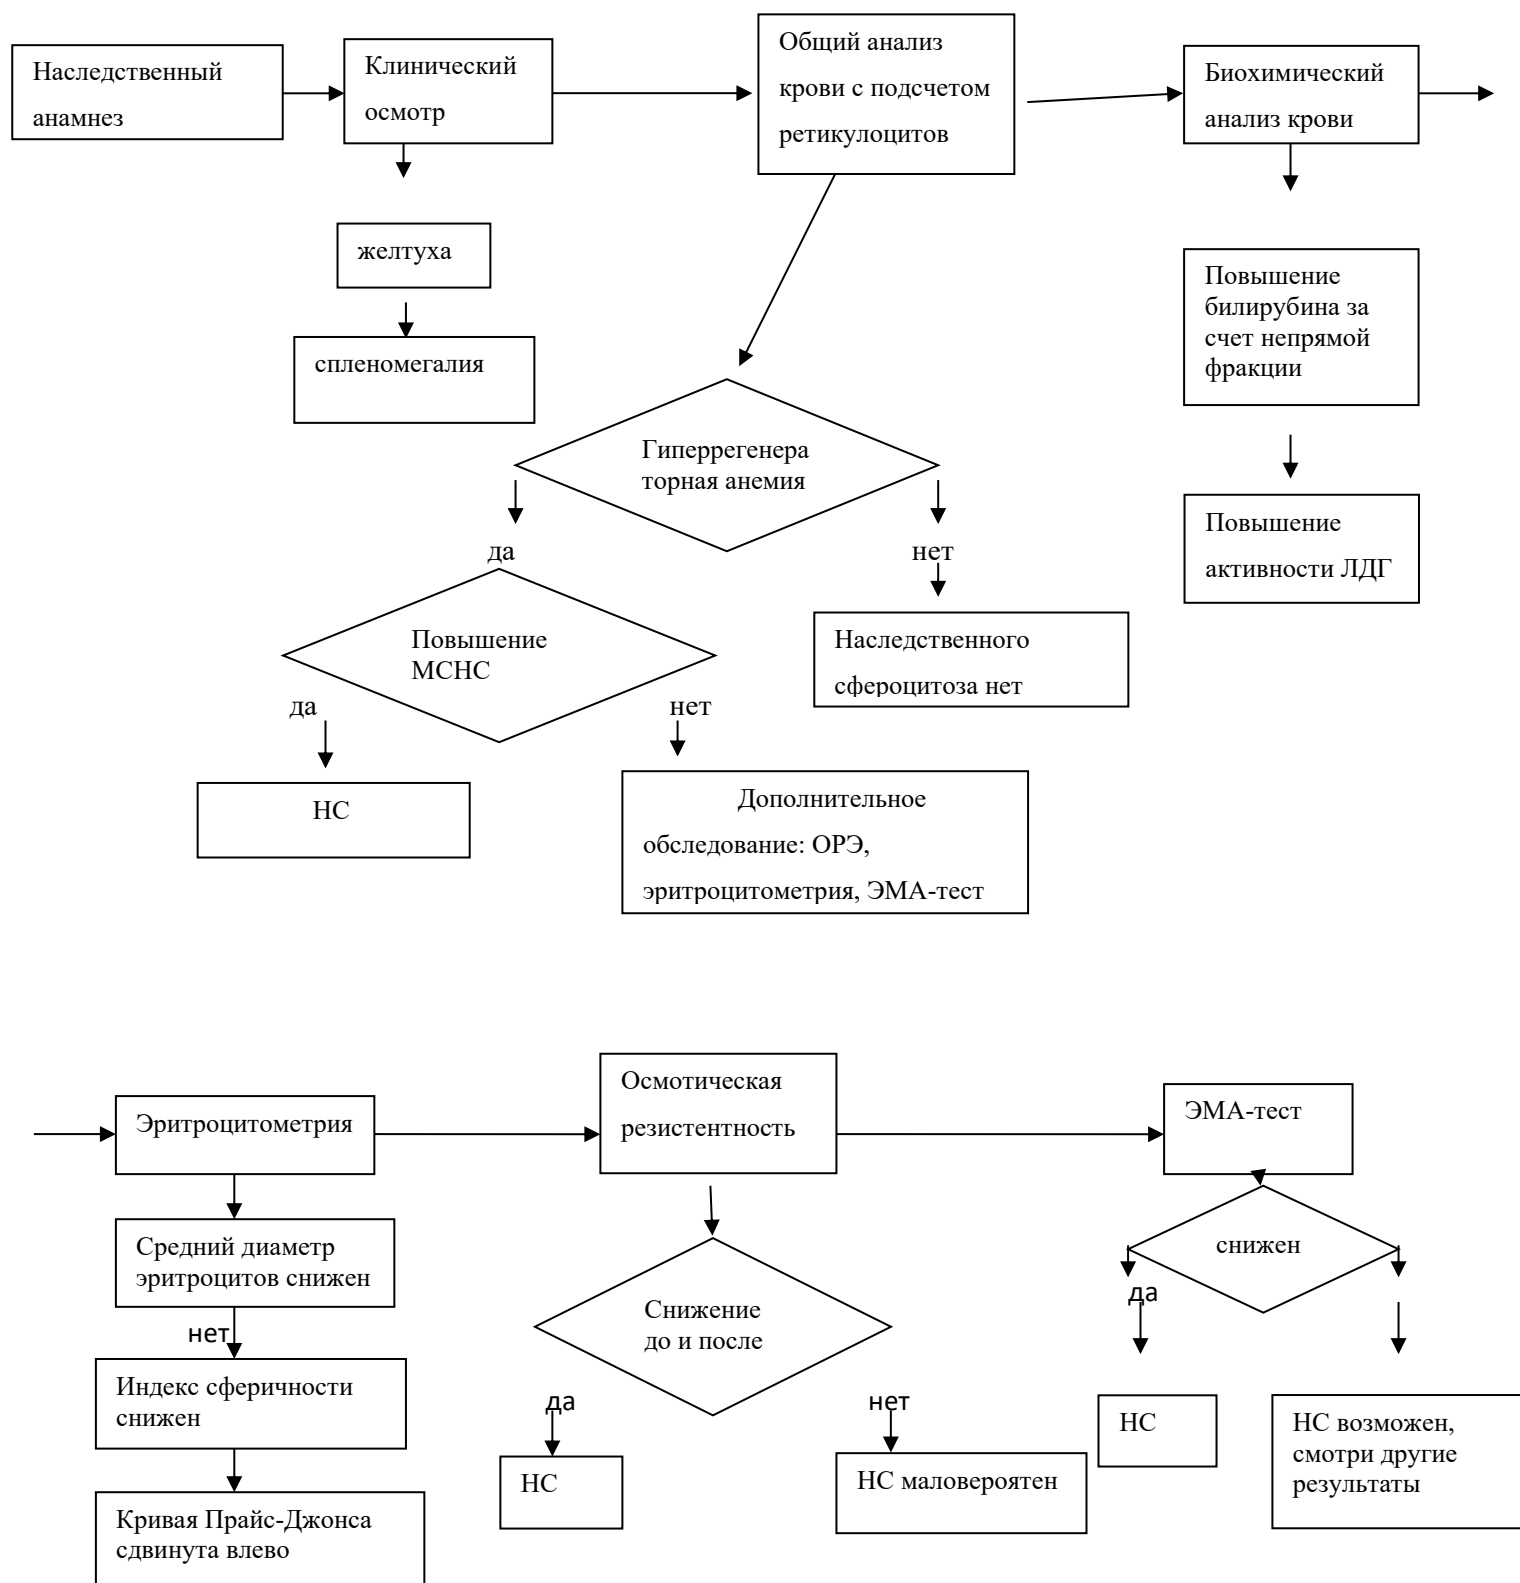 Наследственный
анамнез
Клинический
осмотр
Общий анализ
крови с подсчетом
ретикулоцитов
Биохимический
анализ крови
желтуха
спленомегалия
Повышение
билирубина за
счет непрямой
фракции
Повышение
активности ЛДГ
Гиперрегенера
торная анемия
да
нет
Повышение
МСНС
Наследственного
сфероцитоза нет
да
нет
НС
Дополнительное
обследование: ОРЭ,
эритроцитометрия, ЭМА-тест
Эритроцитометрия
Осмотическая
резистентность
ЭМА-тест
Средний диаметр
эритроцитов снижен
нет
Индекс сферичности
снижен
Кривая Прайс-Джонса
сдвинута влево
Снижение
до и после
да
нет
НС
НС маловероятен
снижен
да
НС
НС возможен,
смотри другие
результаты